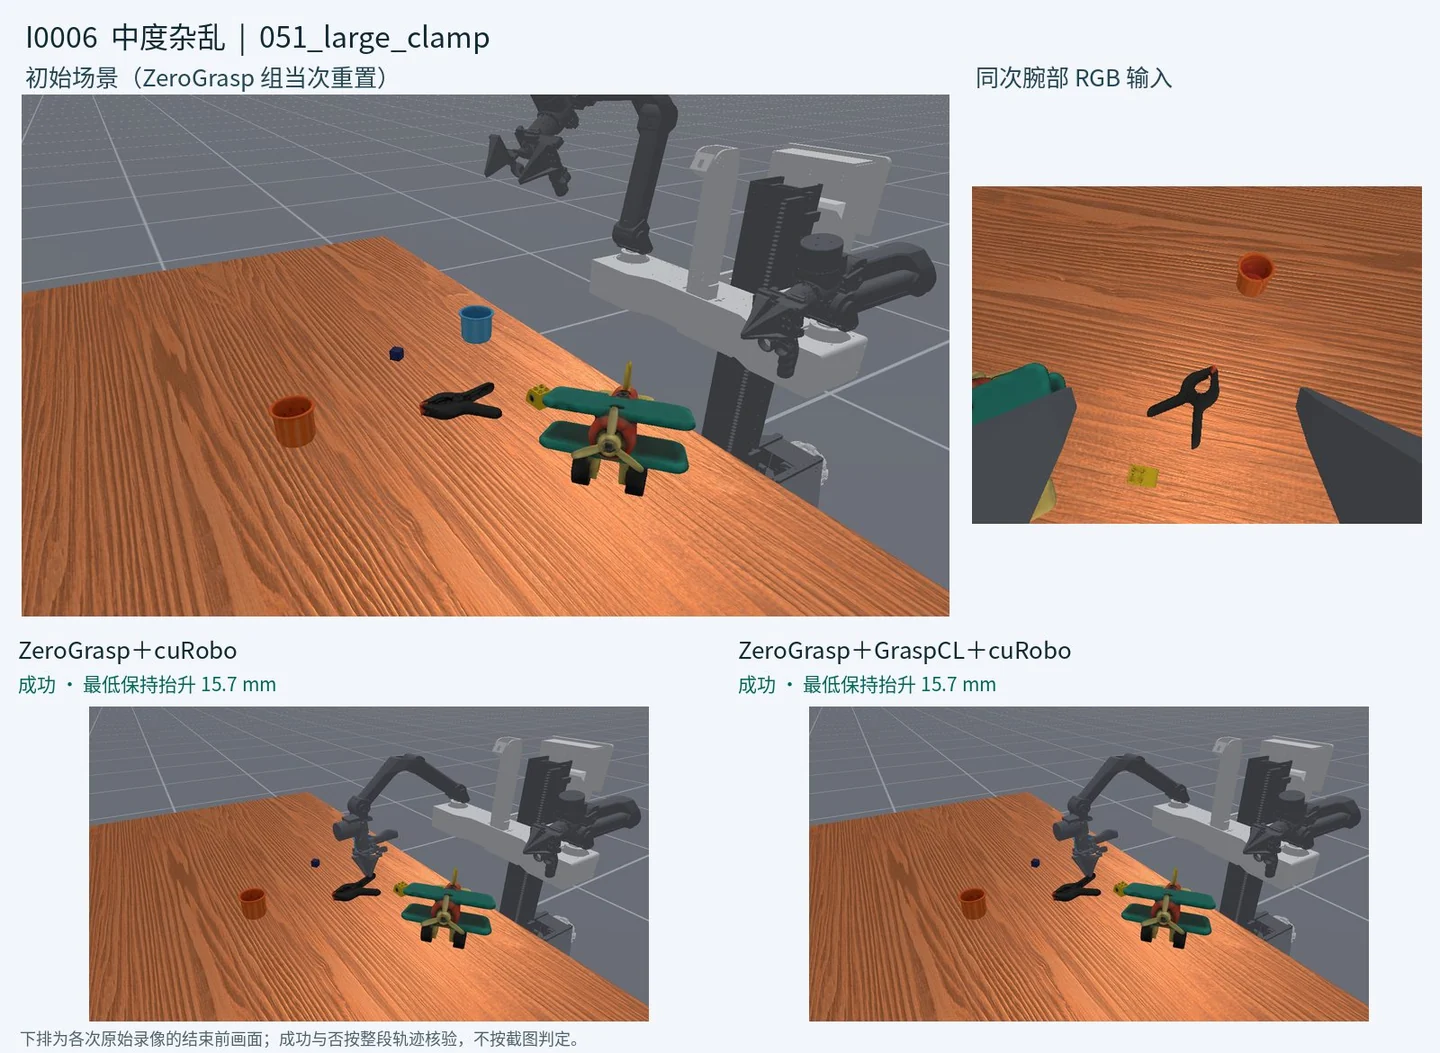 I0006 中度杂乱 | 051_large_clamp
初始场景（ZeroGrasp 组当次重置）
同次腕部 RGB 输入
ZeroGrasp＋cuRobo
成功 · 最低保持抬升 15.7 mm
ZeroGrasp＋GraspCL＋cuRobo
成功 · 最低保持抬升 15.7 mm
下排为各次原始录像的结束前画面；成功与否按整段轨迹核验，不按截图判定。